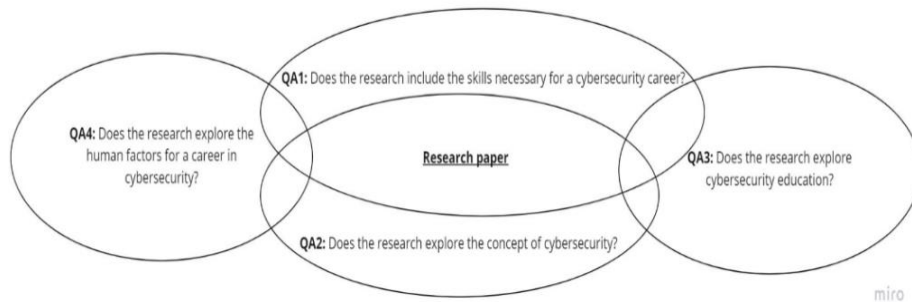 QA1: Does the research include the skills necessary for a cybersecurity career?
QA4: Does the research explore the
human factors for a career in
cybersecurity?
Research paper
QA3: Does the research explore
cybersecurity education?
QA2: Does the research explore the concept of cybersecurity?
miro